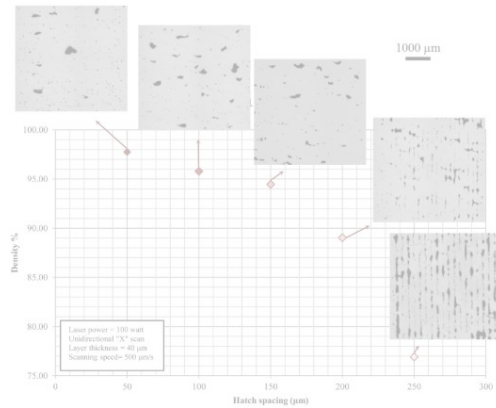 1000 µm
100.00
95.00
90.00
85.00
80.00
75.00
Density %
Laser power = 100 watt
Unidirectional "X" scan
Layer thickness = 40 µm
Scanning speed= 500 µm/s
0
50
100
150
200
250
300
Hatch spacing (µm)